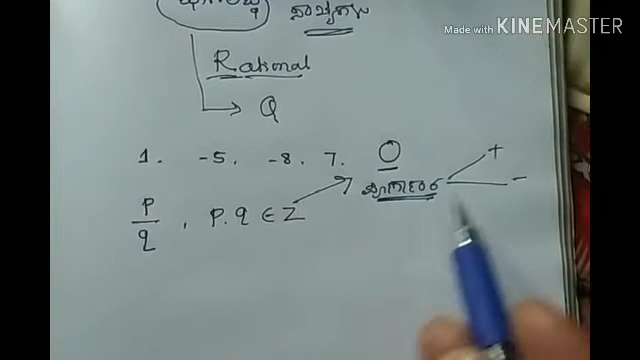 Made with KINEMASTER
Rational
Q
1. -5. -8. 7. 0
+
-
p/q , p.q ∈ Z